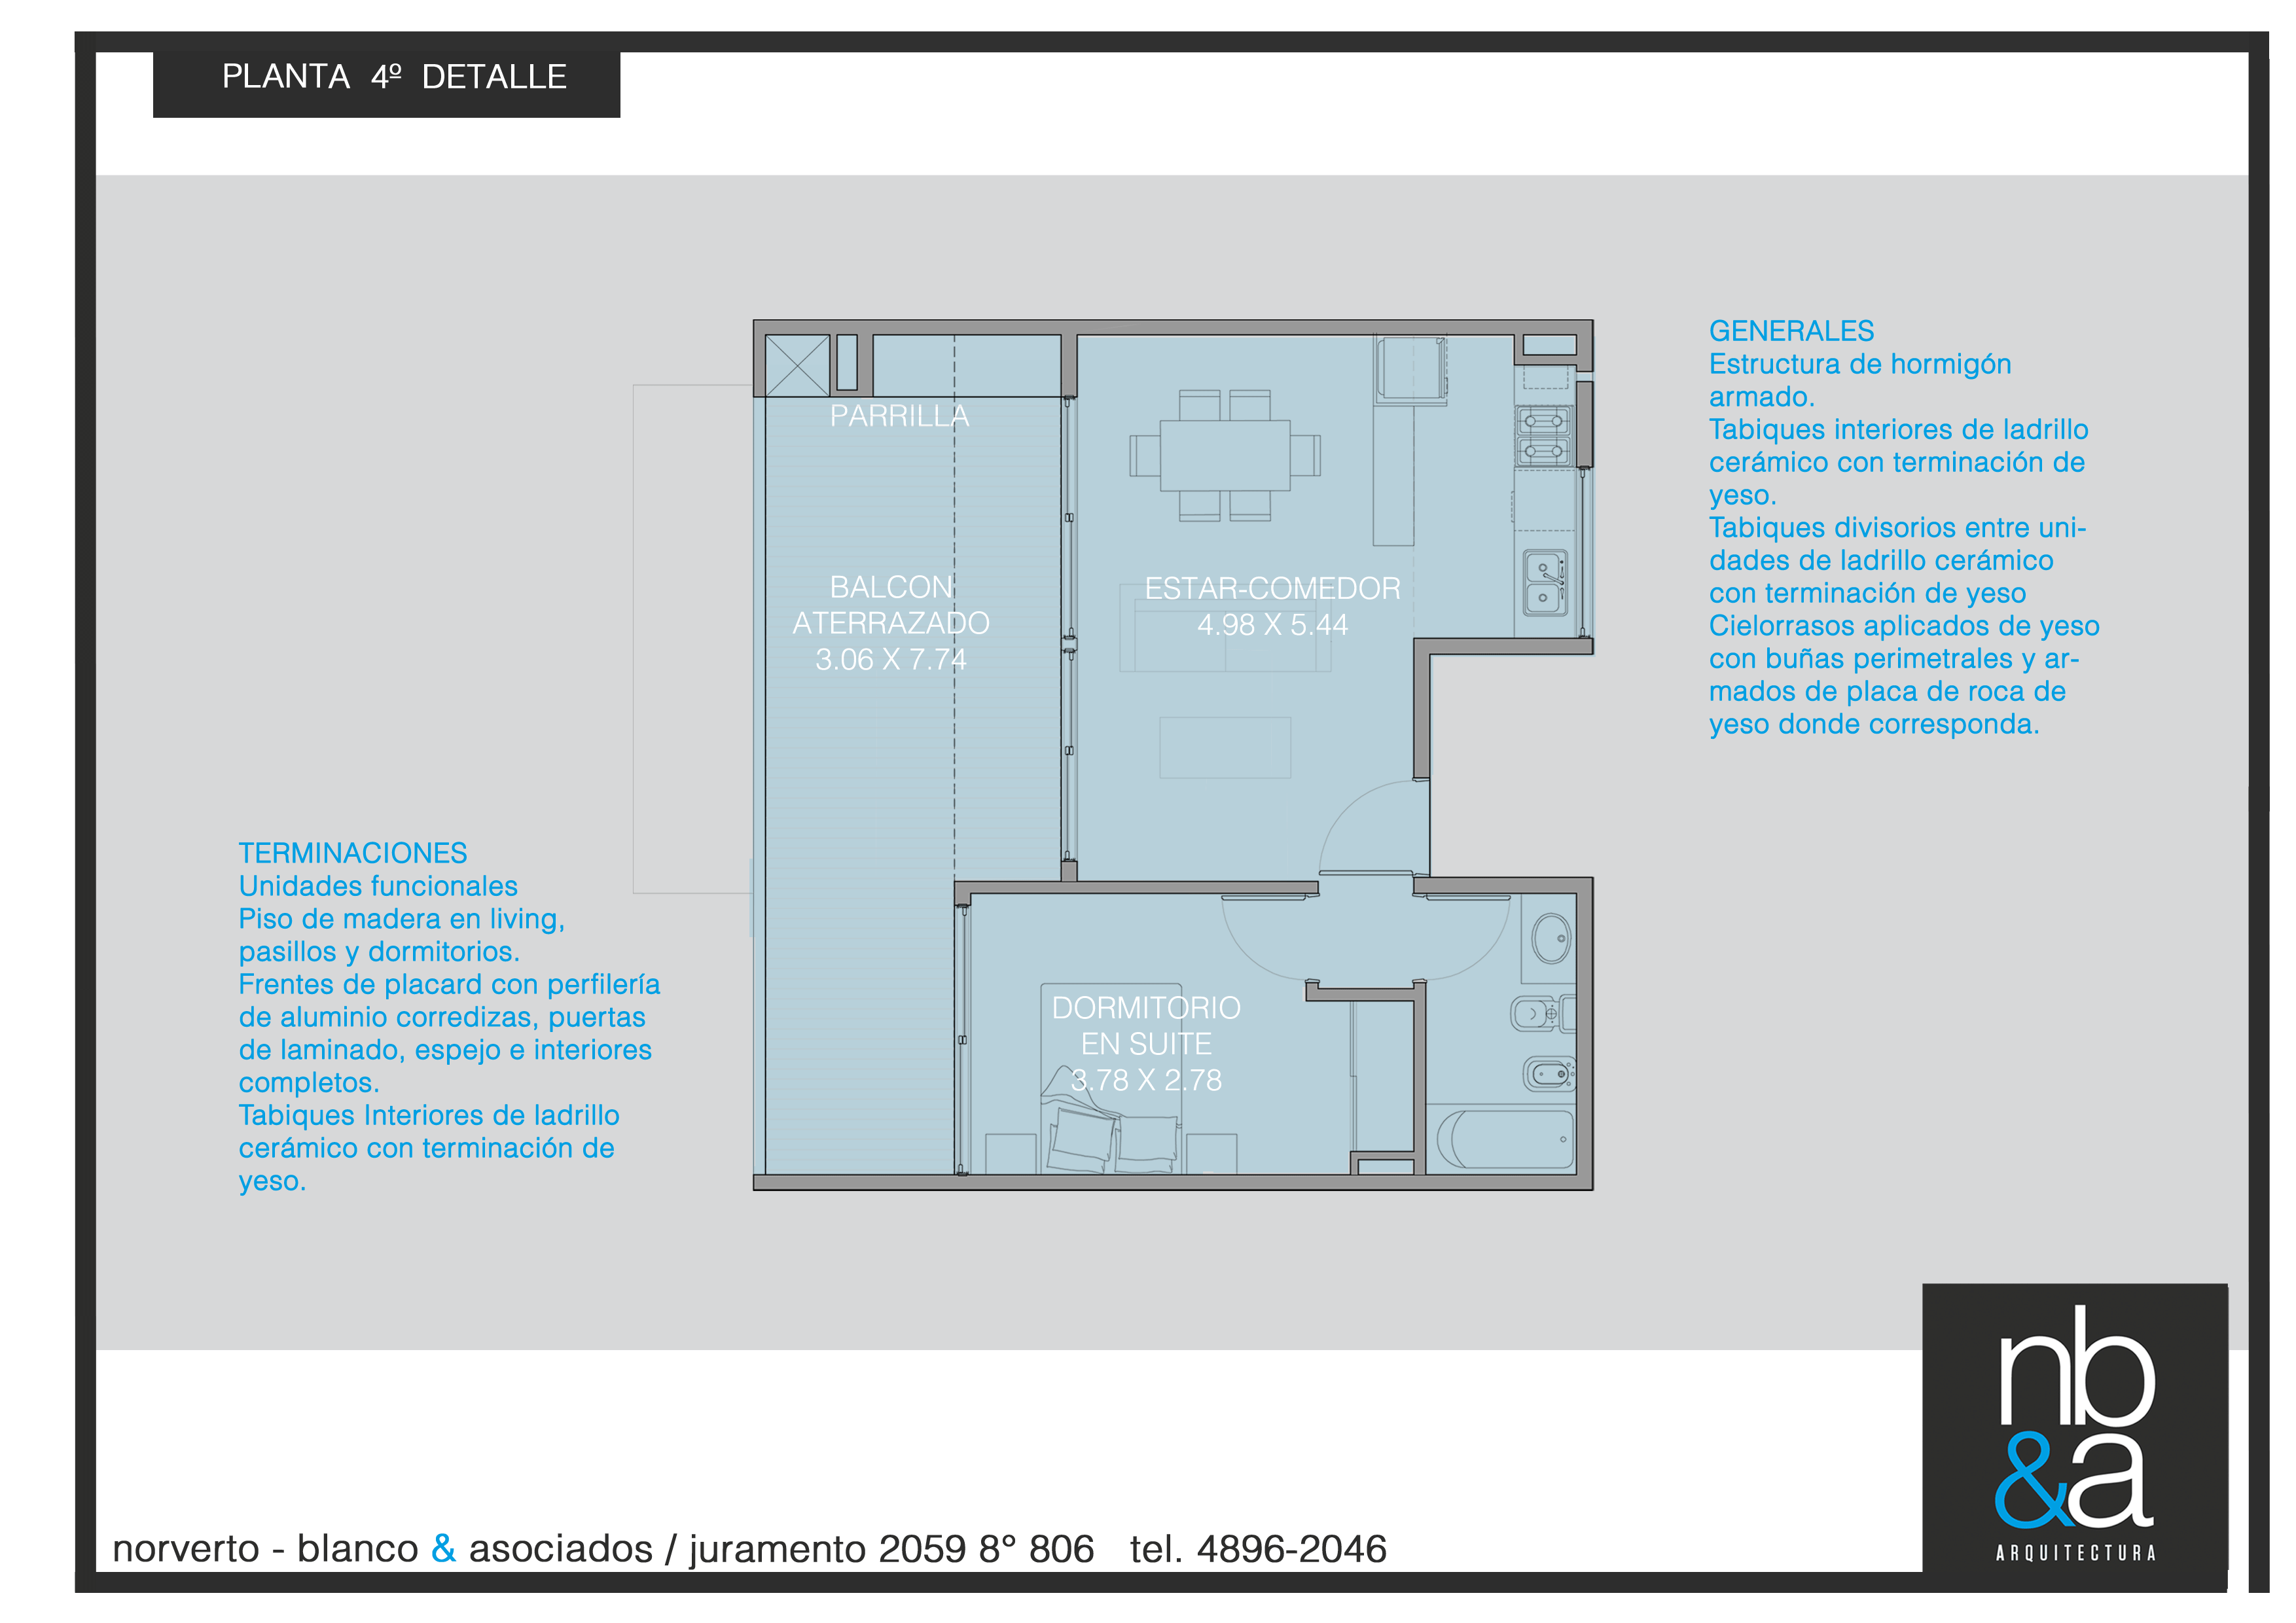 PLANTA 4º DETALLE
PARRILLA
BALCON
ATERRAZADO
3.06 X 7.74
ESTAR-COMEDOR
4.98 X 5.44
DORMITORIO
EN SUITE
3.78 X 2.78
GENERALES
Estructura de hormigón
armado.
Tabiques interiores de ladrillo
cerámico con terminación de
yeso.
Tabiques divisorios entre uni-
dades de ladrillo cerámico
con terminación de yeso
Cielorrasos aplicados de yeso
con buñas perimetrales y ar-
mados de placa de roca de
yeso donde corresponda.
TERMINACIONES
Unidades funcionales
Piso de madera en living,
pasillos y dormitorios.
Frentes de placard con perfilería
de aluminio corredizas, puertas
de laminado, espejo e interiores
completos.
Tabiques Interiores de ladrillo
cerámico con terminación de
yeso.
norverto - blanco & asociados / juramento 2059 8° 806 tel. 4896-2046
nb
&a
ARQUITECTURA